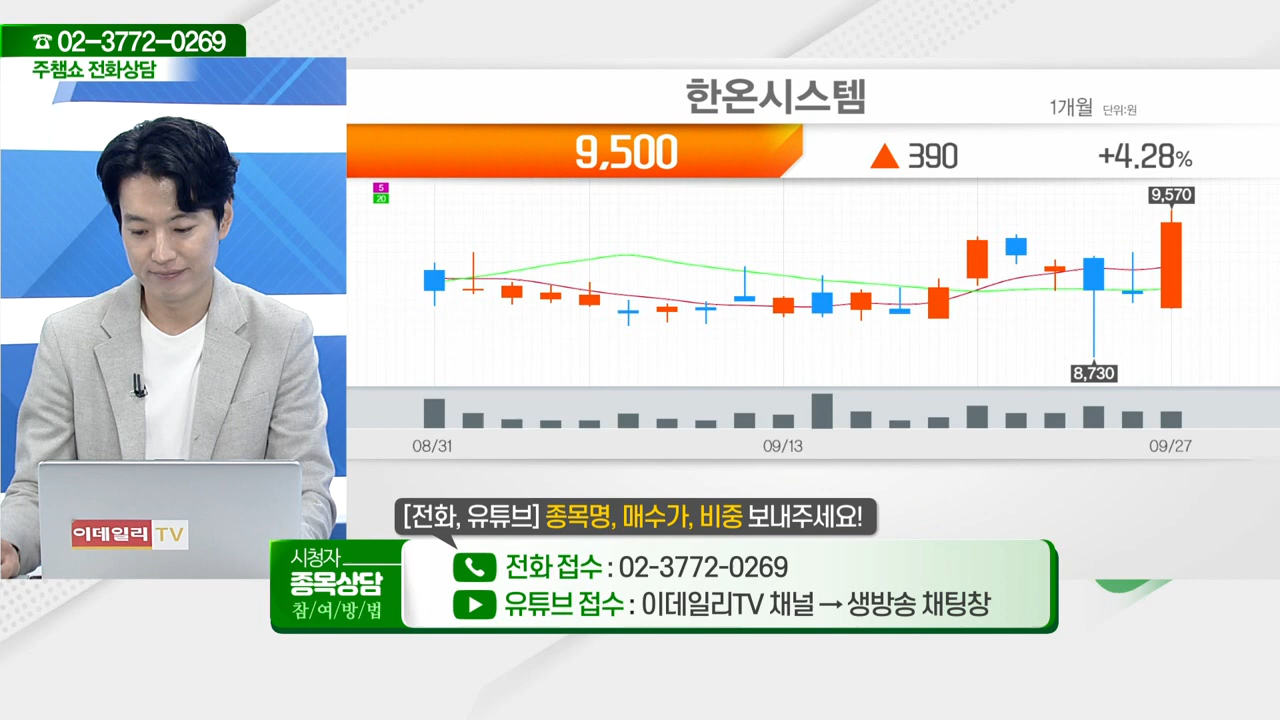 ☎ 02-3772-0269
주챔쇼 전화상담
한온시스템
1개월 단위:원
9,500 ▲ 390 +4.28%
5
20
9,570
8,730
08/31 09/13 09/27
[전화, 유튜브] 종목명, 매수가, 비중 보내주세요!
시청자
종목상담
참/여/방/법
전화 접수 : 02-3772-0269
유튜브 접수 : 이데일리TV 채널 → 생방송 채팅창
이데일리 TV